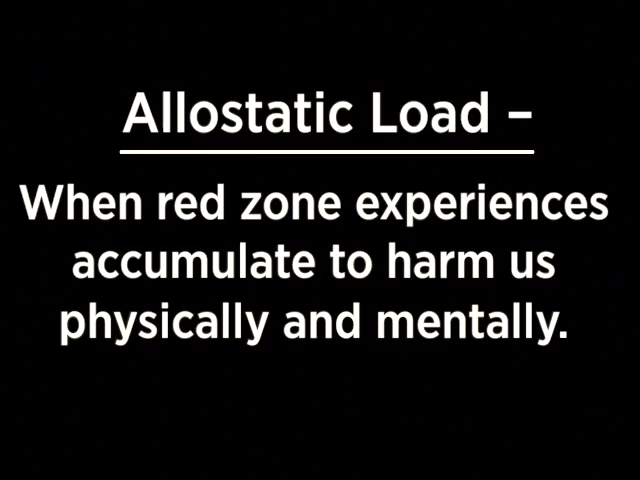 Allostatic Load –
When red zone experiences
accumulate to harm us
physically and mentally.